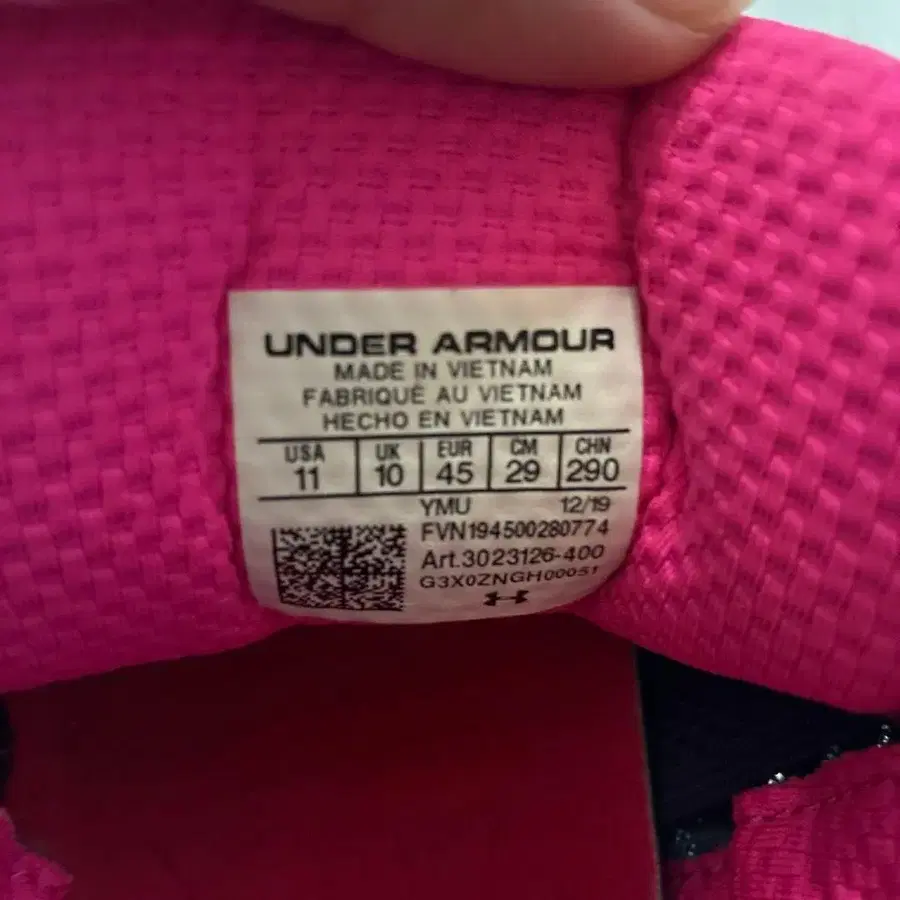 UNDER ARMOUR
MADE IN VIETNAM
FABRIQUÉ AU VIETNAM
HECHO EN VIETNAM
USA UK EUR CM CHN
11 10 45 29 290
YMU 12/19
FVN194500280774
Art.3023126-400
G3X0ZNGH00051